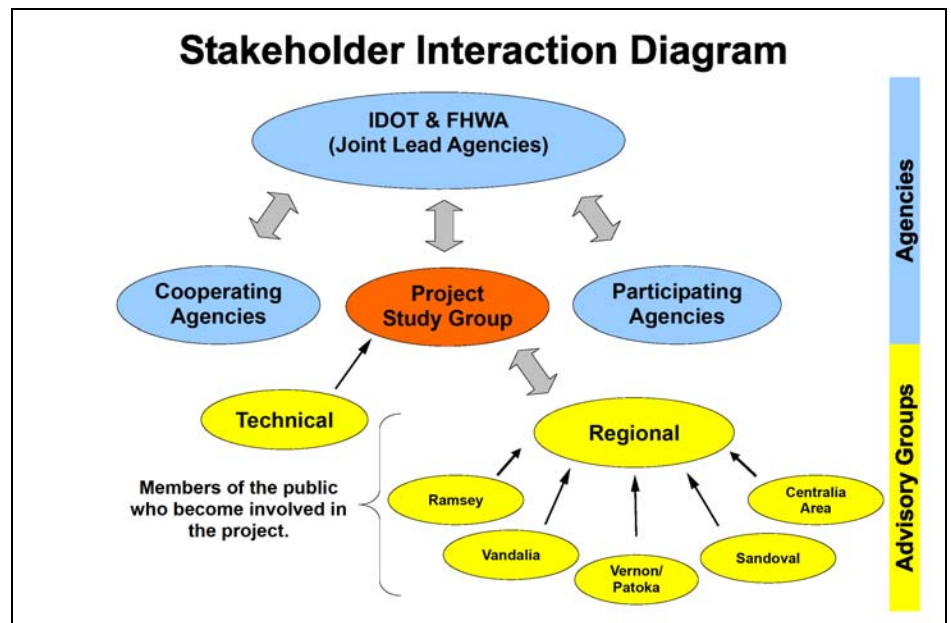 Stakeholder Interaction Diagram
IDOT & FHWA
(Joint Lead Agencies)
Agencies
Cooperating
Agencies
Project
Study Group
Participating
Agencies
Advisory Groups
Technical
Regional
Members of the public
who become involved in
the project.
Ramsey
Vandalia
Vernon/
Patoka
Sandoval
Centralia
Area